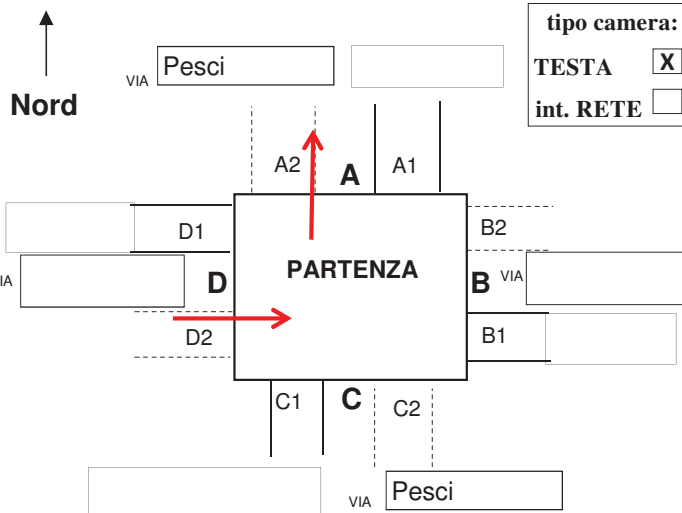 tipo camera:
VIA Pesci
TESTA X
Nord
int. RETE
A2 A A1
D1 B2
PARTENZA
VIA D B VIA
D2 B1
C1 C C2
VIA Pesci